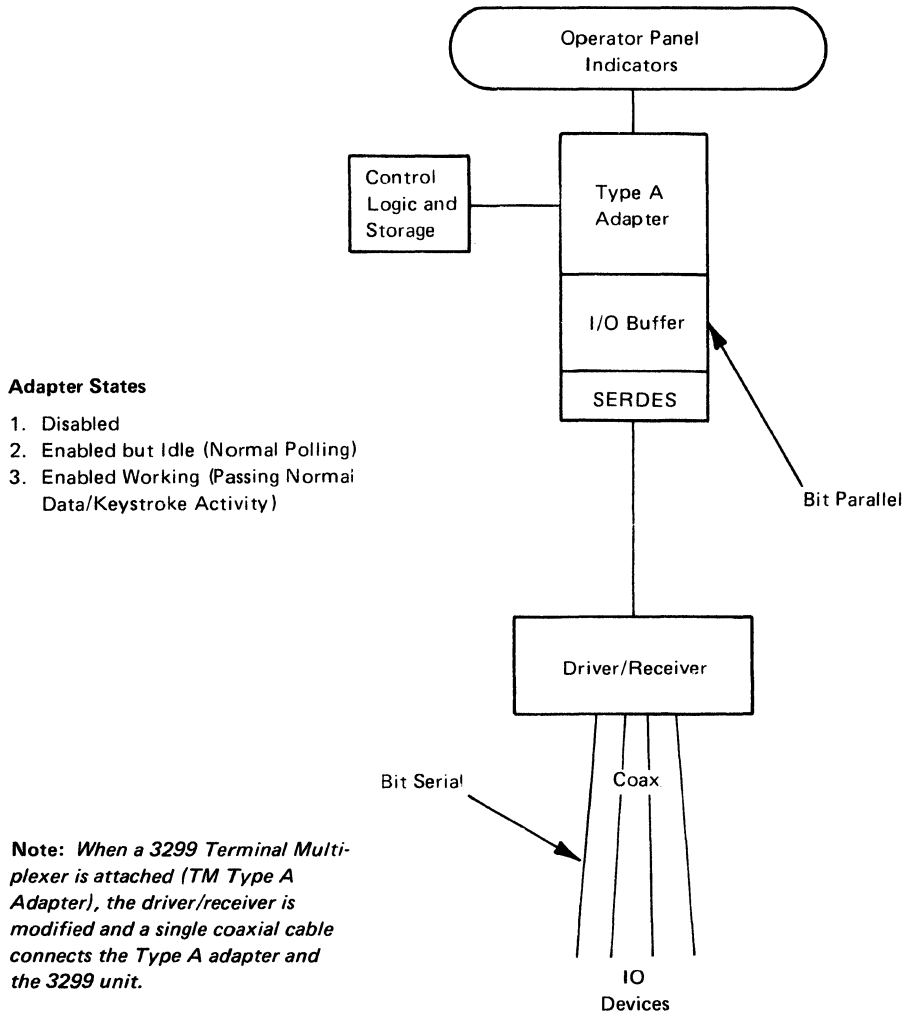 Operator Panel
Indicators
Control
Logic and
Storage
Type A
Adapter
I/O Buffer
SERDES
Adapter States
1. Disabled
2. Enabled but Idle (Normal Polling)
3. Enabled Working (Passing Normal
Data/Keystroke Activity)
Bit Parallel
Driver/Receiver
Bit Serial
Coax
Note: When a 3299 Terminal Multi-
plexer is attached (TM Type A
Adapter), the driver/receiver is
modified and a single coaxial cable
connects the Type A adapter and
the 3299 unit.
IO
Devices